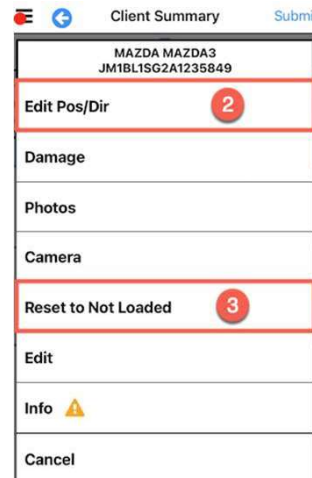 Client Summary Submi
MAZDA MAZDA3
JM1BL1SG2A1235849
Edit Pos/Dir 2
Damage
Photos
Camera
Reset to Not Loaded 3
Edit
Info
Cancel